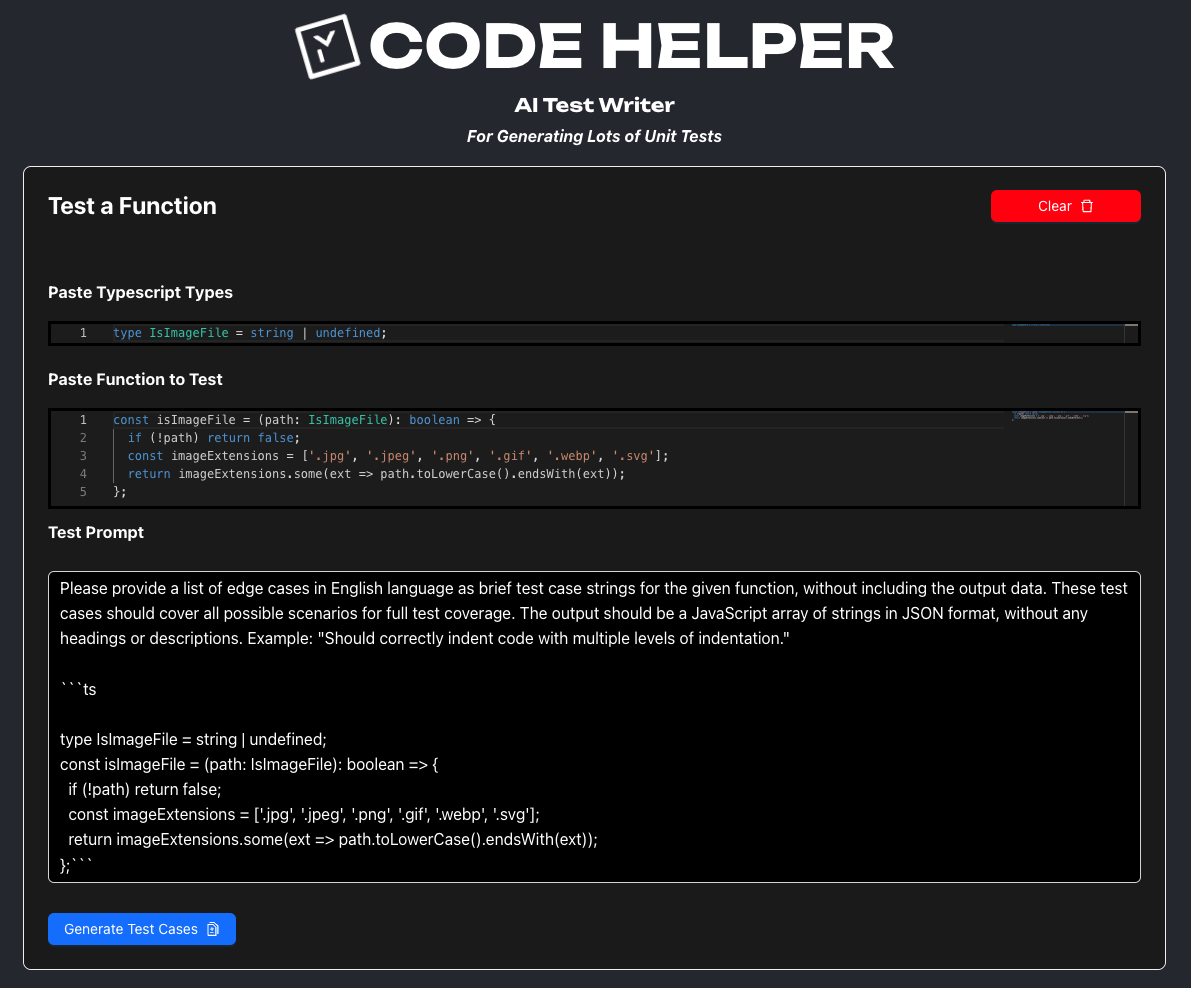 CODE HELPER
AI Test Writer
For Generating Lots of Unit Tests
Test a Function
Clear
Paste Typescript Types
1 type IsImageFile = string | undefined;
Paste Function to Test
1 const isImageFile = (path: IsImageFile): boolean => {
2   if (!path) return false;
3   const imageExtensions = ['.jpg', '.jpeg', '.png', '.gif', '.webp', '.svg'];
4   return imageExtensions.some(ext => path.toLowerCase().endsWith(ext));
5 };
Test Prompt
Please provide a list of edge cases in English language as brief test case strings for the given function, without including the output data. These test
cases should cover all possible scenarios for full test coverage. The output should be a JavaScript array of strings in JSON format, without any
headings or descriptions. Example: "Should correctly indent code with multiple levels of indentation."
```ts
type IsImageFile = string | undefined;
const isImageFile = (path: IsImageFile): boolean => {
  if (!path) return false;
  const imageExtensions = ['.jpg', '.jpeg', '.png', '.gif', '.webp', '.svg'];
  return imageExtensions.some(ext => path.toLowerCase().endsWith(ext));
};```
Generate Test Cases